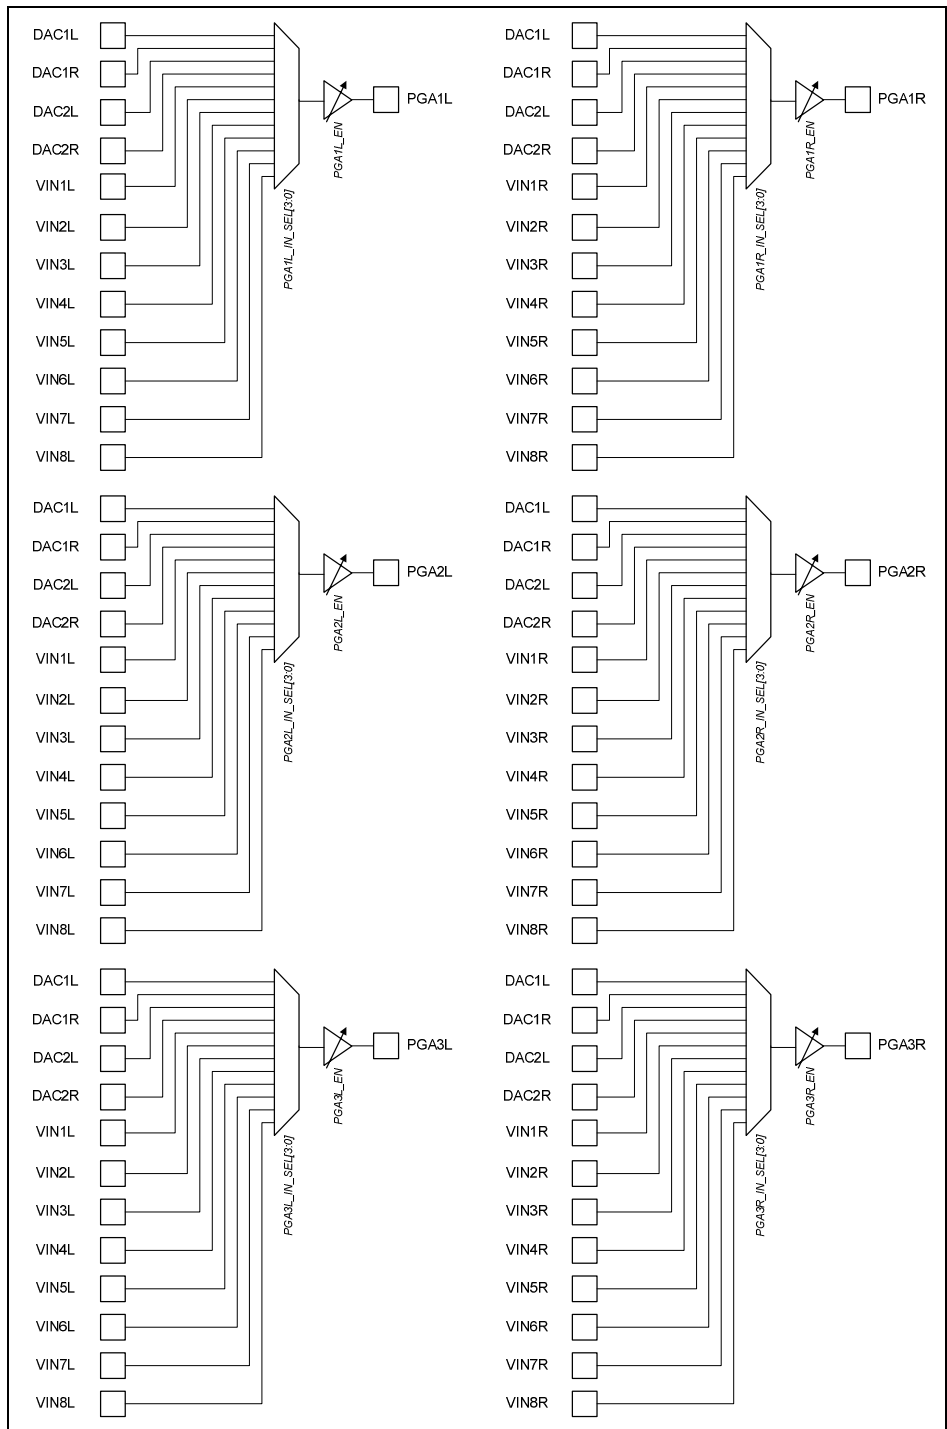 DAC1L
DAC1R
DAC2L
DAC2R
VIN1L
VIN2L
VIN3L
VIN4L
VIN5L
VIN6L
VIN7L
VIN8L
PGA1L_IN_SEL[3:0]
PGA1L_EN
PGA1L
DAC1L
DAC1R
DAC2L
DAC2R
VIN1R
VIN2R
VIN3R
VIN4R
VIN5R
VIN6R
VIN7R
VIN8R
PGA1R_IN_SEL[3:0]
PGA1R_EN
PGA1R
DAC1L
DAC1R
DAC2L
DAC2R
VIN1L
VIN2L
VIN3L
VIN4L
VIN5L
VIN6L
VIN7L
VIN8L
PGA2L_IN_SEL[3:0]
PGA2L_EN
PGA2L
DAC1L
DAC1R
DAC2L
DAC2R
VIN1R
VIN2R
VIN3R
VIN4R
VIN5R
VIN6R
VIN7R
VIN8R
PGA2R_IN_SEL[3:0]
PGA2R_EN
PGA2R
DAC1L
DAC1R
DAC2L
DAC2R
VIN1L
VIN2L
VIN3L
VIN4L
VIN5L
VIN6L
VIN7L
VIN8L
PGA3L_IN_SEL[3:0]
PGA3L_EN
PGA3L
DAC1L
DAC1R
DAC2L
DAC2R
VIN1R
VIN2R
VIN3R
VIN4R
VIN5R
VIN6R
VIN7R
VIN8R
PGA3R_IN_SEL[3:0]
PGA3R_EN
PGA3R